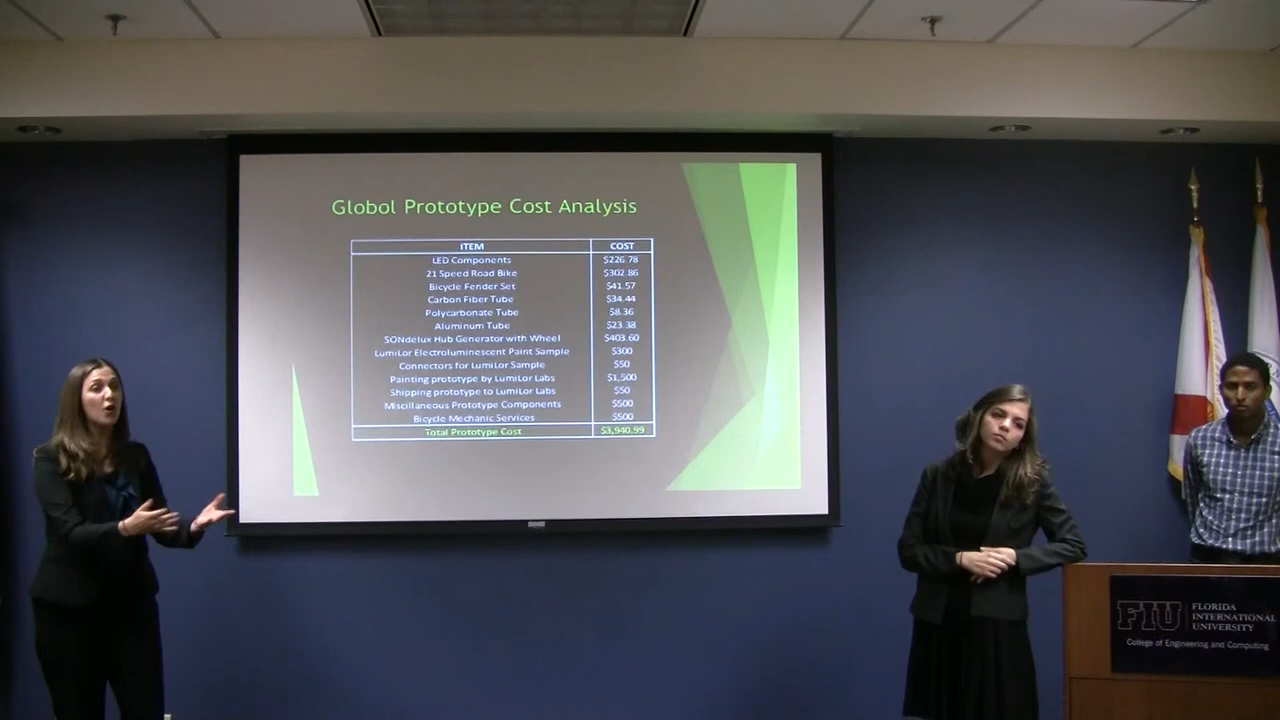 Global Prototype Cost Analysis
ITEM COST
LED Components $226.78
21 Speed Road Bike $302.86
Bicycle Fender Set $41.57
Carbon Fiber Tube $34.44
Polycarbonate Tube $8.36
Aluminum Tube $23.38
SONdelux Hub Generator with Wheel $403.60
LumiLor Electroluminescent Paint Sample $300
Connectors for LumiLor Sample $50
Painting prototype by LumiLor Labs $1,500
Shipping prototype to LumiLor Labs $50
Miscellaneous Prototype Components $500
Bicycle Mechanic Services $500
Total Prototype Cost $3,940.99
FIU FLORIDA
INTERNATIONAL
UNIVERSITY
College of Engineering and Computing